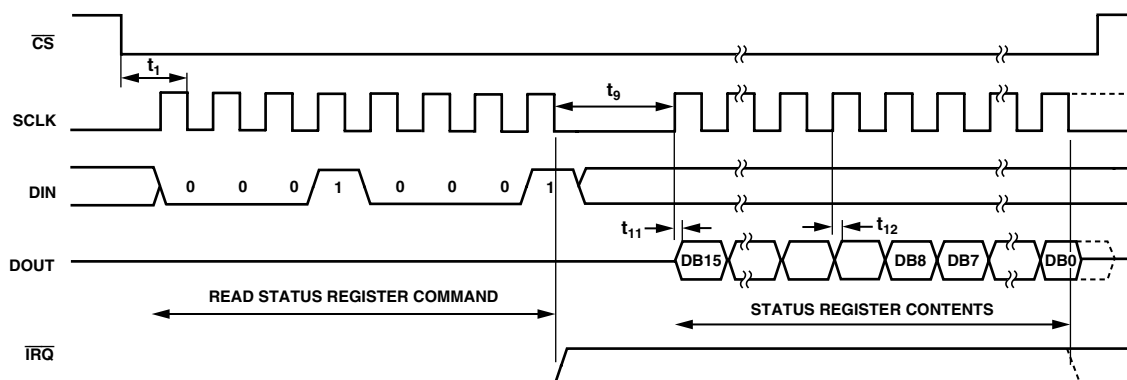 CS
t1
t9
SCLK
DIN 0 0 0 1 0 0 0 1
t11 t12
DOUT DB15 DB8 DB7 DB0
READ STATUS REGISTER COMMAND STATUS REGISTER CONTENTS
IRQ